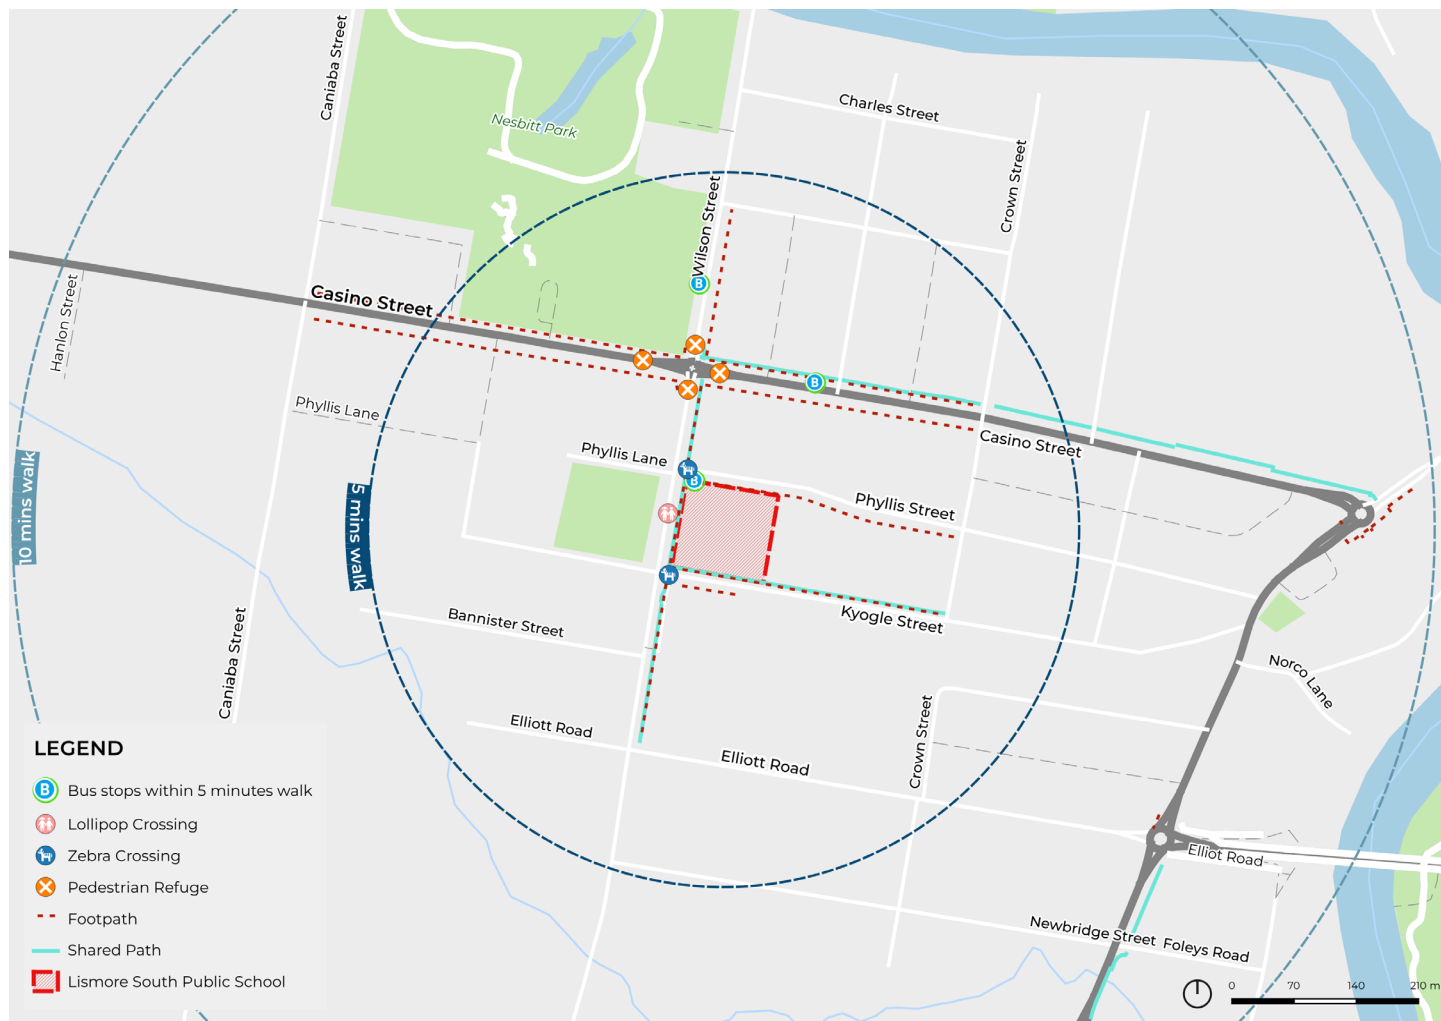 Caniaba Street
Nesbitt Park
Charles Street
Crown Street
Wilson Street
B
Hanlon Street
Casino Street
B
Phyllis Lane
Casino Street
Phyllis Lane
B
Phyllis Street
10 mins walk
5 mins walk
Kyogle Street
Bannister Street
Caniaba Street
Norco Lane
Elliott Road
Elliott Road
Crown Street
Elliot Road
Newbridge Street
Foleys Road
LEGEND
B Bus stops within 5 minutes walk
Lollipop Crossing
Zebra Crossing
Pedestrian Refuge
Footpath
Shared Path
Lismore South Public School
0 70 140 210 m